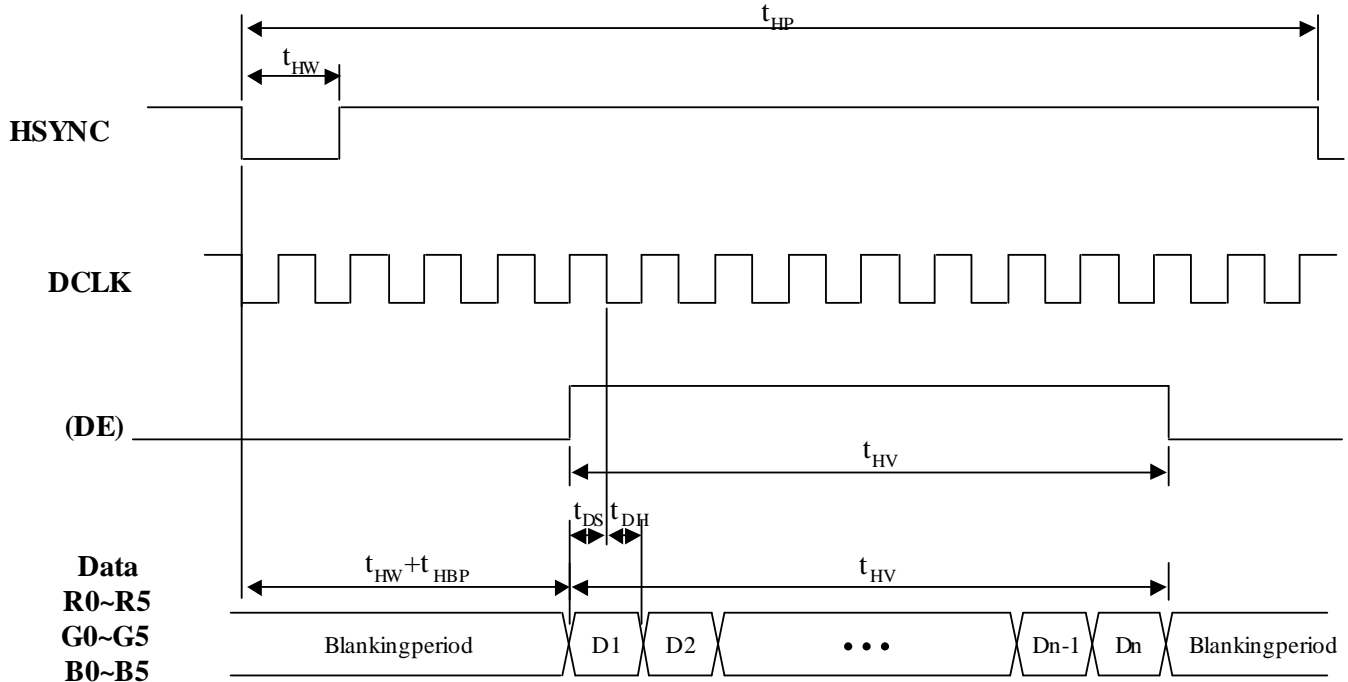 tHP
tHW
HSYNC
DCLK
(DE)
tHV
tDS tDH
tHW+tHBP
tHV
Data
R0~R5
G0~G5
B0~B5
Blankingperiod D1 D2 ••• Dn-1 Dn Blankingperiod